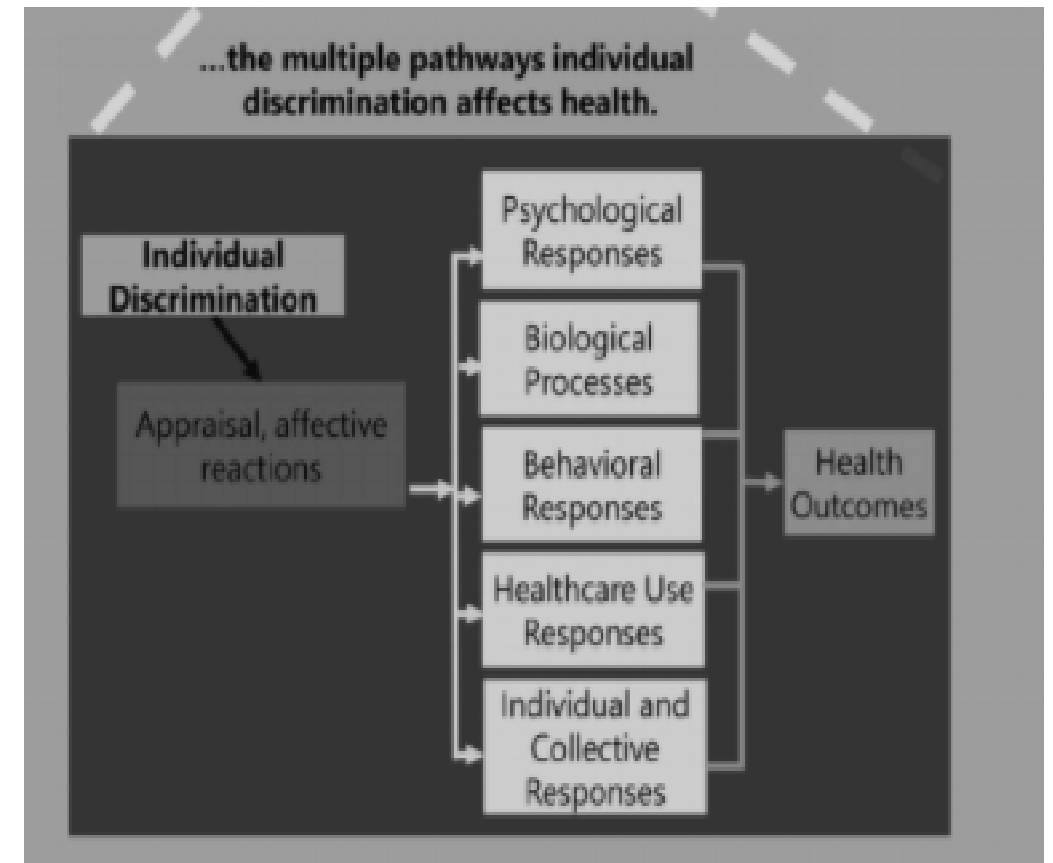 ...the multiple pathways individual
discrimination affects health.
Individual
Discrimination
Appraisal, affective
reactions
Psychological
Responses
Biological
Processes
Behavioral
Responses
Healthcare Use
Responses
Individual and
Collective
Responses
Health
Outcomes